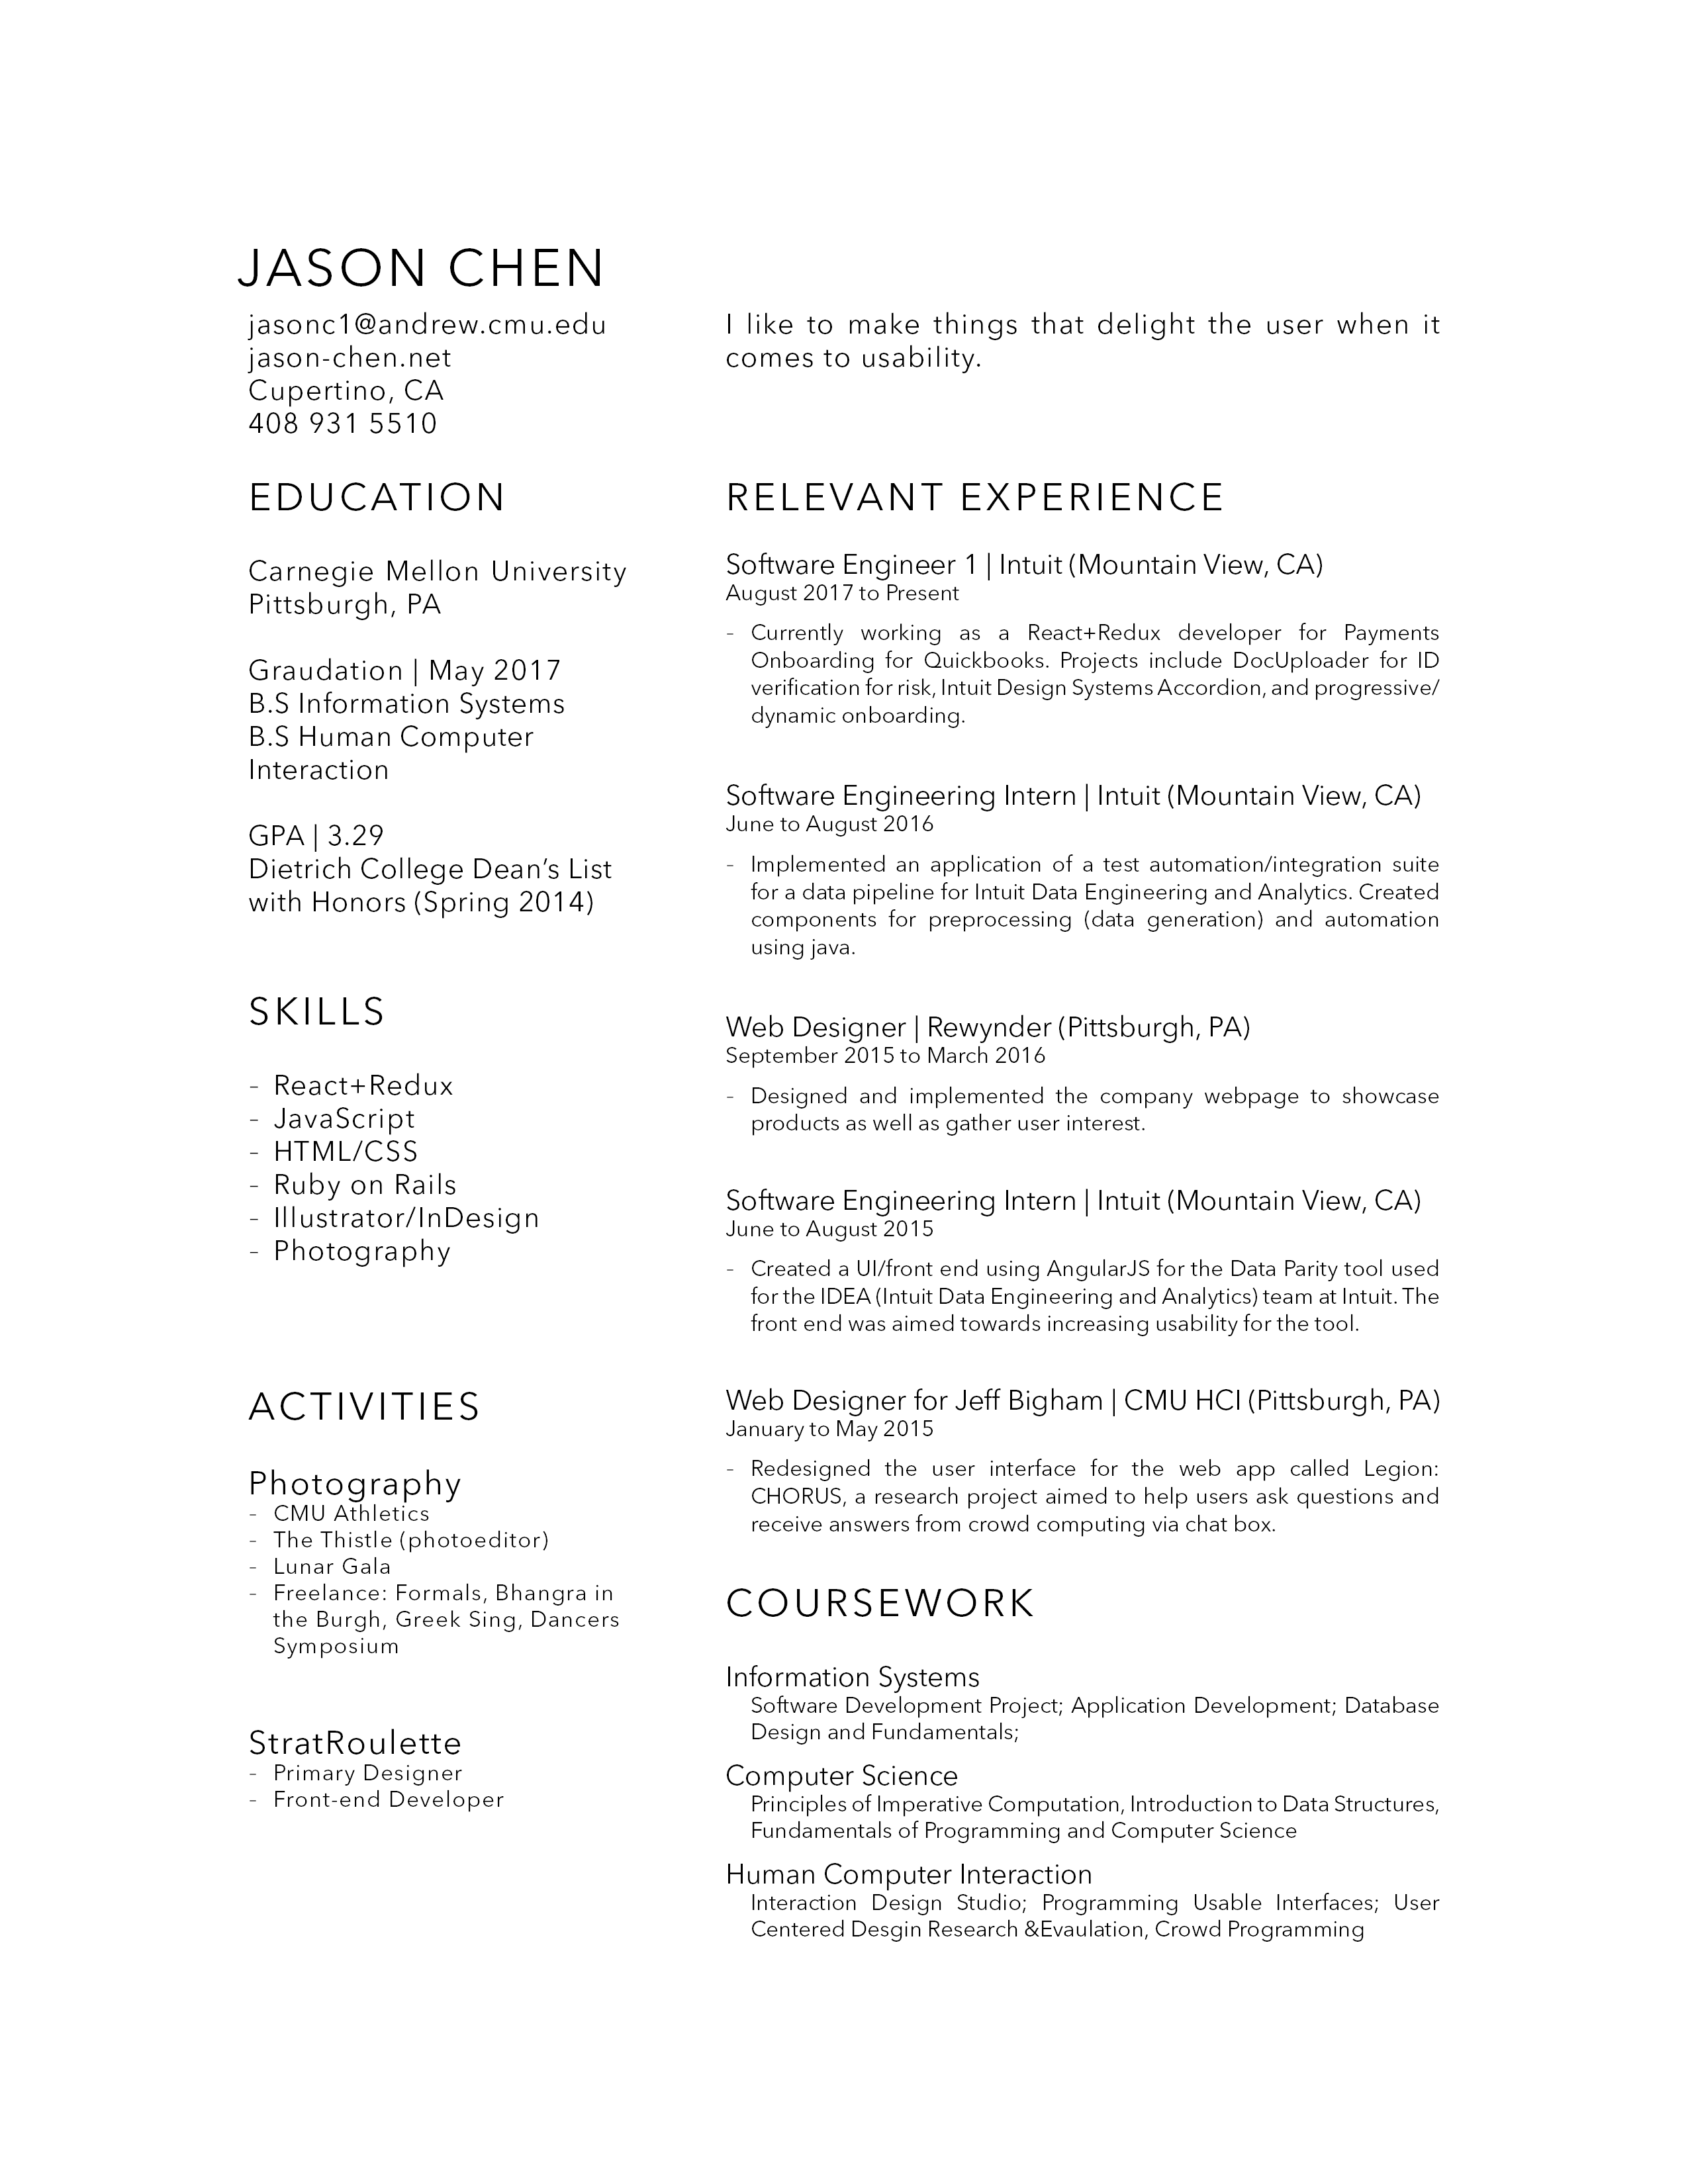 JASON CHEN
jasonc1@andrew.cmu.edu
jason-chen.net
Cupertino, CA
408 931 5510
I like to make things that delight the user when it
comes to usability.
EDUCATION
Carnegie Mellon University
Pittsburgh, PA
Graudation | May 2017
B.S Information Systems
B.S Human Computer
Interaction
GPA | 3.29
Dietrich College Dean’s List
with Honors (Spring 2014)
SKILLS
- React+Redux
- JavaScript
- HTML/CSS
- Ruby on Rails
- Illustrator/InDesign
- Photography
ACTIVITIES
Photography
- CMU Athletics
- The Thistle (photoeditor)
- Lunar Gala
- Freelance: Formals, Bhangra in
the Burgh, Greek Sing, Dancers
Symposium
StratRoulette
- Primary Designer
- Front-end Developer
RELEVANT EXPERIENCE
Software Engineer 1 | Intuit (Mountain View, CA)
August 2017 to Present
- Currently working as a React+Redux developer for Payments
Onboarding for Quickbooks. Projects include DocUploader for ID
verification for risk, Intuit Design Systems Accordion, and progressive/
dynamic onboarding.
Software Engineering Intern | Intuit (Mountain View, CA)
June to August 2016
- Implemented an application of a test automation/integration suite
for a data pipeline for Intuit Data Engineering and Analytics. Created
components for preprocessing (data generation) and automation
using java.
Web Designer | Rewynder (Pittsburgh, PA)
September 2015 to March 2016
- Designed and implemented the company webpage to showcase
products as well as gather user interest.
Software Engineering Intern | Intuit (Mountain View, CA)
June to August 2015
- Created a UI/front end using AngularJS for the Data Parity tool used
for the IDEA (Intuit Data Engineering and Analytics) team at Intuit. The
front end was aimed towards increasing usability for the tool.
Web Designer for Jeff Bigham | CMU HCI (Pittsburgh, PA)
January to May 2015
- Redesigned the user interface for the web app called Legion:
CHORUS, a research project aimed to help users ask questions and
receive answers from crowd computing via chat box.
COURSEWORK
Information Systems
Software Development Project; Application Development; Database
Design and Fundamentals;
Computer Science
Principles of Imperative Computation, Introduction to Data Structures,
Fundamentals of Programming and Computer Science
Human Computer Interaction
Interaction Design Studio; Programming Usable Interfaces; User
Centered Desgin Research &Evaulation, Crowd Programming